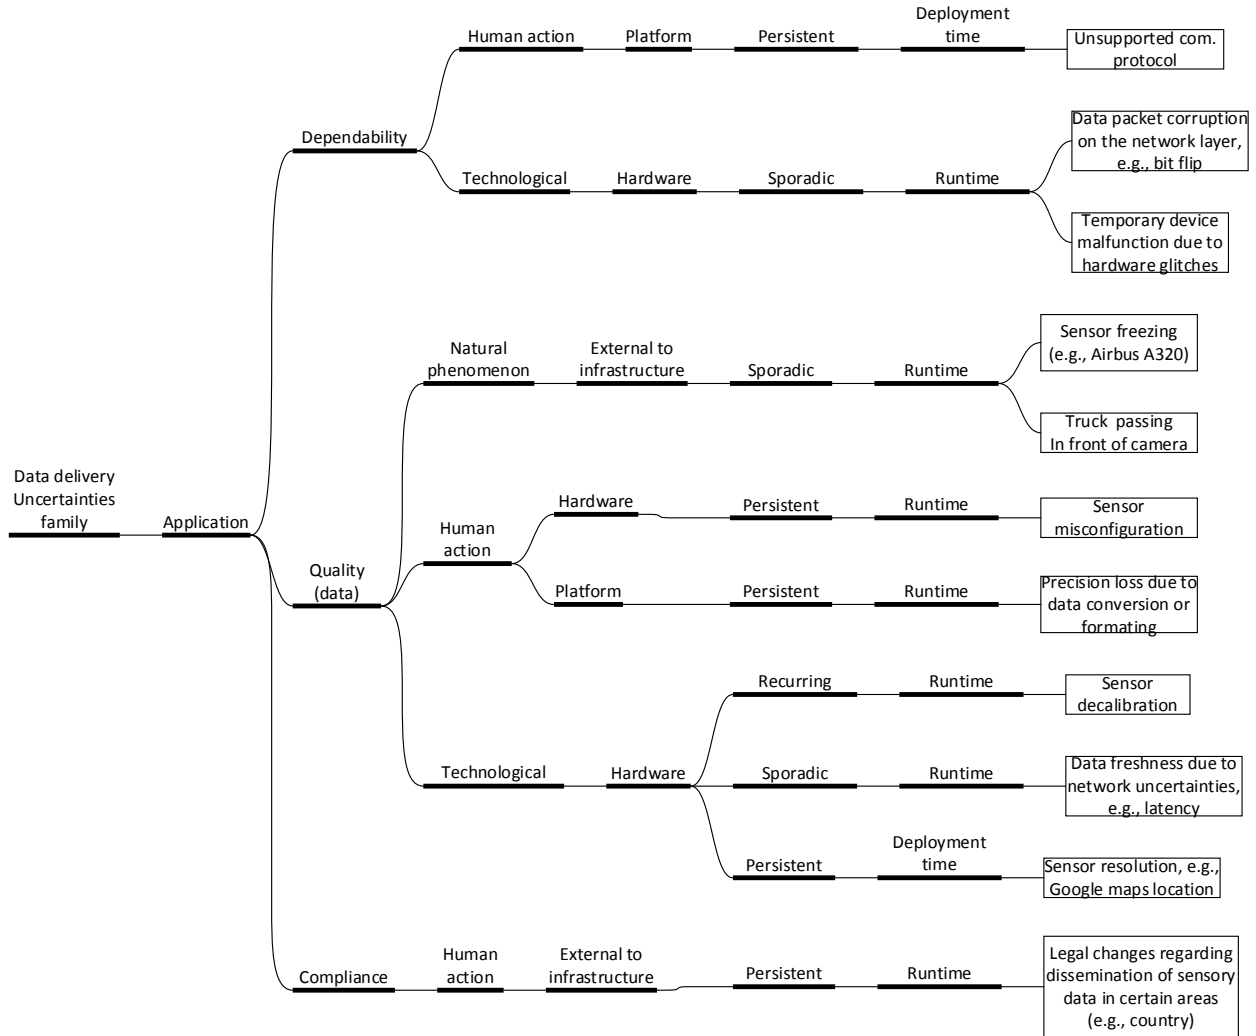 Data delivery
Uncertainties
family
Application
Dependability
Human action
Platform
Persistent
Deployment
time
Unsupported com.
protocol
Technological
Hardware
Sporadic
Runtime
Data packet corruption
on the network layer,
e.g., bit flip
Temporary device
malfunction due to
hardware glitches
Quality
(data)
Natural
phenomenon
External to
infrastructure
Sporadic
Runtime
Sensor freezing
(e.g., Airbus A320)
Truck passing
In front of camera
Human
action
Hardware
Persistent
Runtime
Sensor
misconfiguration
Platform
Persistent
Runtime
Precision loss due to
data conversion or
formating
Technological
Hardware
Recurring
Runtime
Sensor
decalibration
Sporadic
Runtime
Data freshness due to
network uncertainties,
e.g., latency
Persistent
Deployment
time
Sensor resolution, e.g.,
Google maps location
Compliance
Human
action
External to
infrastructure
Persistent
Runtime
Legal changes regarding
dissemination of sensory
data in certain areas
(e.g., country)